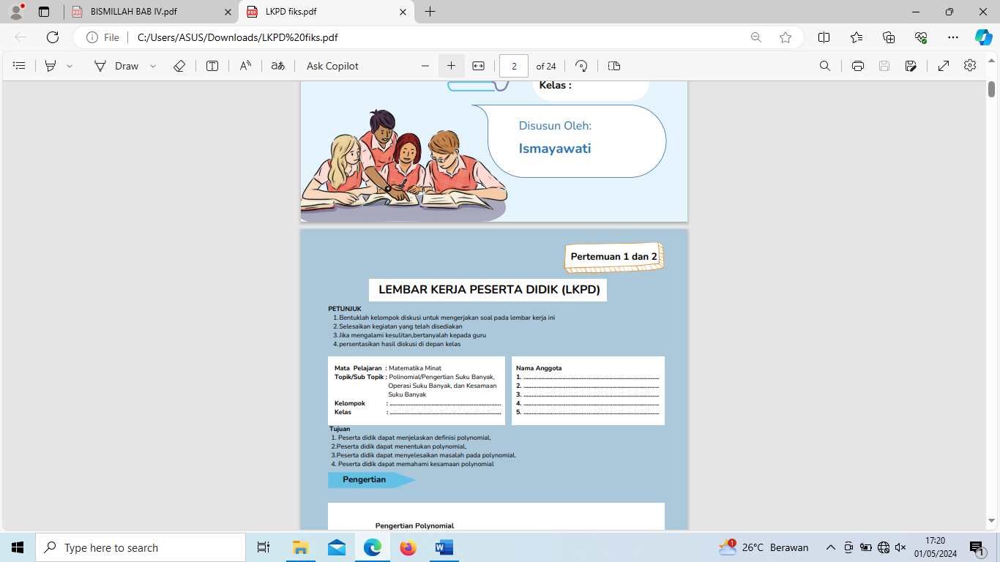 BISMILLAH BAB IV.pdf
LKPD fiks.pdf
File
C:/Users/ASUS/Downloads/LKPD%20fiks.pdf
Draw
Ask Copilot
2
of 24
Kelas :
Disusun Oleh:
Ismayawati
Pertemuan 1 dan 2
LEMBAR KERJA PESERTA DIDIK (LKPD)
PETUNJUK
1.Bentuklah kelompok diskusi untuk mengerjakan soal pada lembar kerja ini
2.Selesaikan kegiatan yang telah disediakan
3.Jika mengalami kesulitan,bertanyalah kepada guru
4.persentasikan hasil diskusi di depan kelas
Mata Pelajaran : Matematika Minat
Topik/Sub Topik : Polinomial/Pengertian Suku Banyak,
Operasi Suku Banyak, dan Kesamaan
Suku Banyak
Kelompok : ....................................................................
Kelas : ....................................................................
Nama Anggota
1. ....................................................................
2. ....................................................................
3. ....................................................................
4. ....................................................................
5. ....................................................................
Tujuan
1. Peserta didik dapat menjelaskan definisi polynomial,
2.Peserta didik dapat menentukan polynomial,
3.Peserta didik dapat menyelesaikan masalah pada polynomial.
4. Peserta didik dapat memahami kesamaan polynomial
Pengertian
Pengertian Polynomial
Type here to search
1
26°C Berawan
17:20
01/05/2024
1